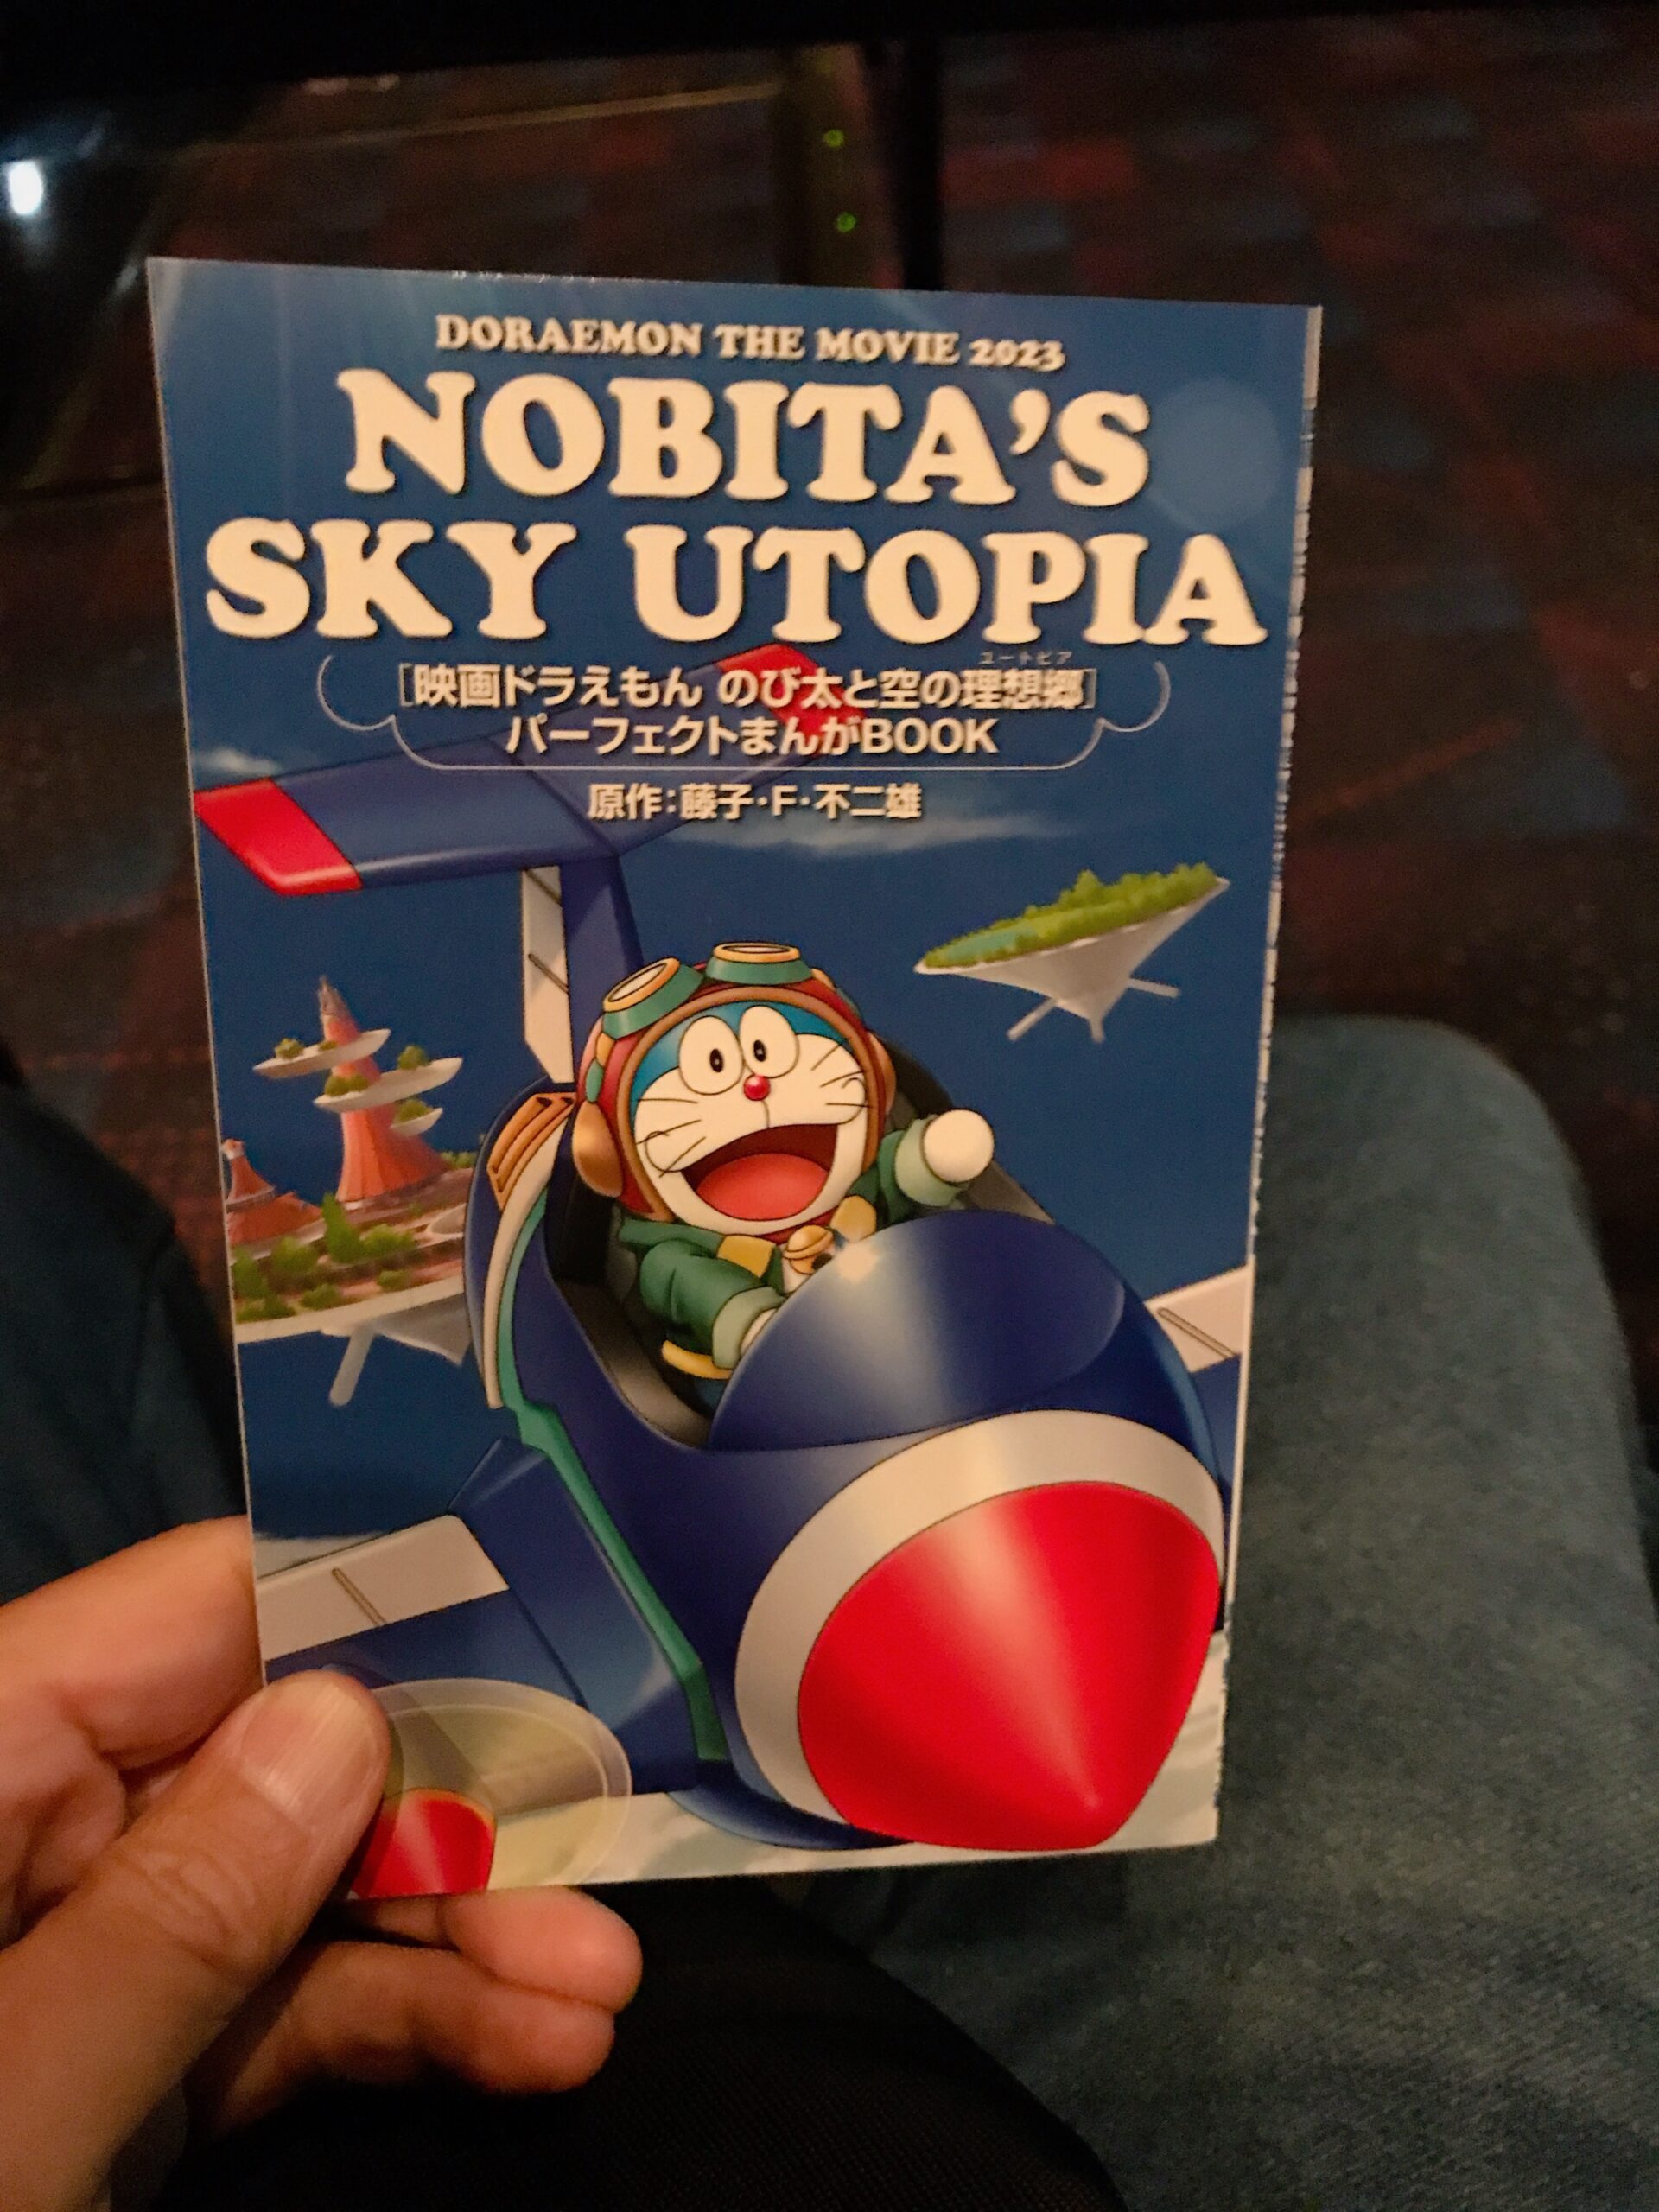 DORAEMON THE MOVIE 2023
NOBITA'S
SKY UTOPIA
ユートピア
[映画ドラえもん のび太と空の理想郷]
パーフェクトまんがBOOK
原作:藤子・F・不二雄